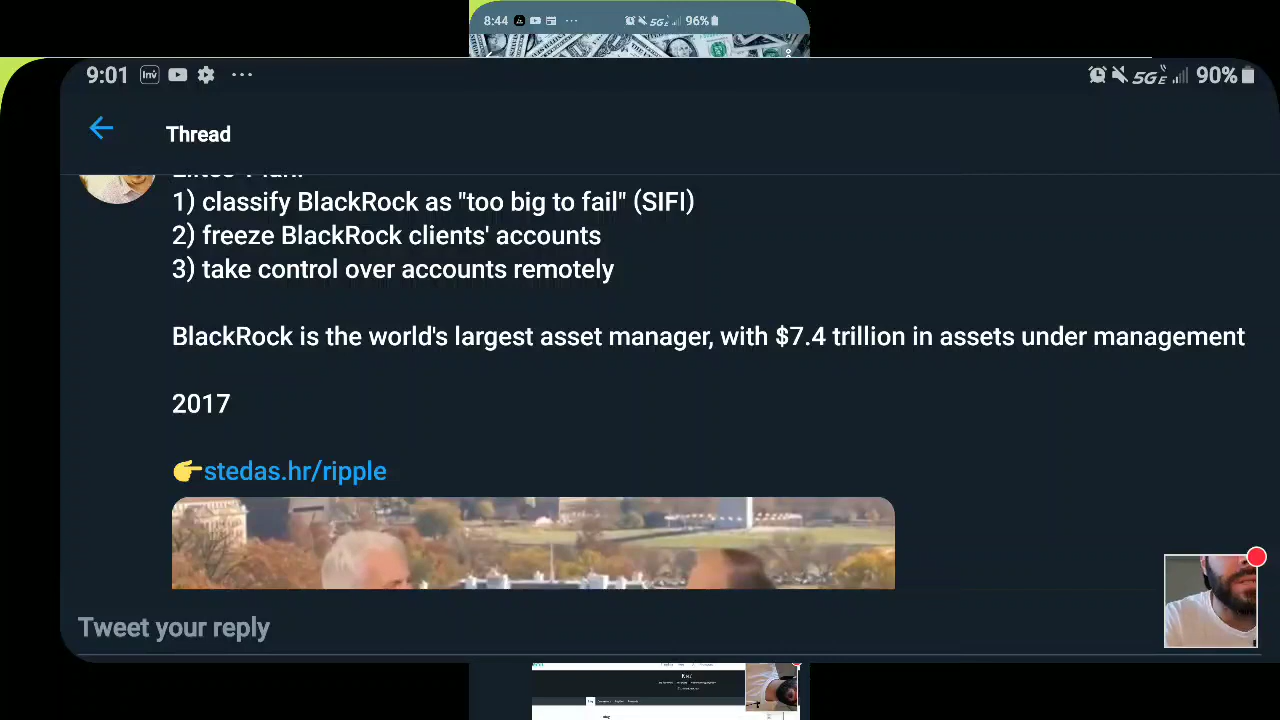 8:44
96%
9:01
90%
Thread
1) classify BlackRock as "too big to fail" (SIFI)
2) freeze BlackRock clients' accounts
3) take control over accounts remotely
BlackRock is the world's largest asset manager, with $7.4 trillion in assets under management
2017
👉stedas.hr/ripple
Tweet your reply